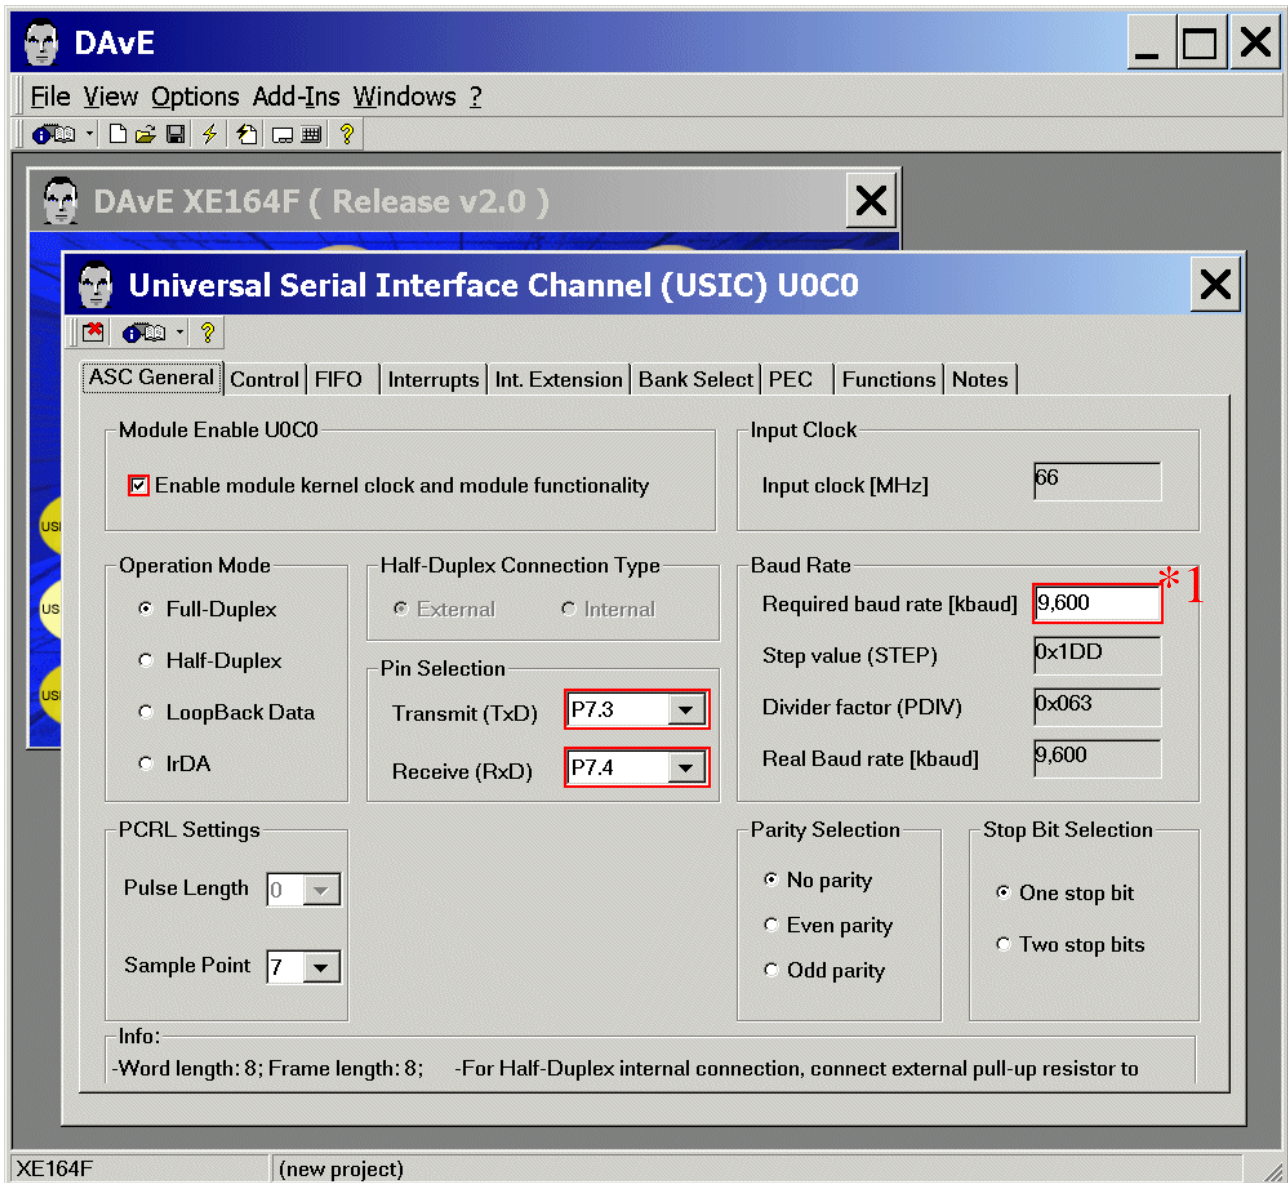 DAvE
File View Options Add-Ins Windows ?
DAvE XE164F ( Release v2.0 )
Universal Serial Interface Channel (USIC) U0C0
ASC General Control FIFO Interrupts Int. Extension Bank Select PEC Functions Notes
Module Enable U0C0
Enable module kernel clock and module functionality
Input Clock
Input clock [MHz] 66
Operation Mode
Full-Duplex
Half-Duplex
LoopBack Data
IrDA
Half-Duplex Connection Type
External Internal
Pin Selection
Transmit (TxD) P7.3
Receive (RxD) P7.4
Baud Rate
*1
Required baud rate [kbaud] 9,600
Step value (STEP) 0x1DD
Divider factor (PDIV) 0x063
Real Baud rate [kbaud] 9,600
PCRL Settings
Pulse Length 0
Sample Point 7
Parity Selection
No parity
Even parity
Odd parity
Stop Bit Selection
One stop bit
Two stop bits
Info:
-Word length: 8; Frame length: 8; -For Half-Duplex internal connection, connect external pull-up resistor to
XE164F (new project)